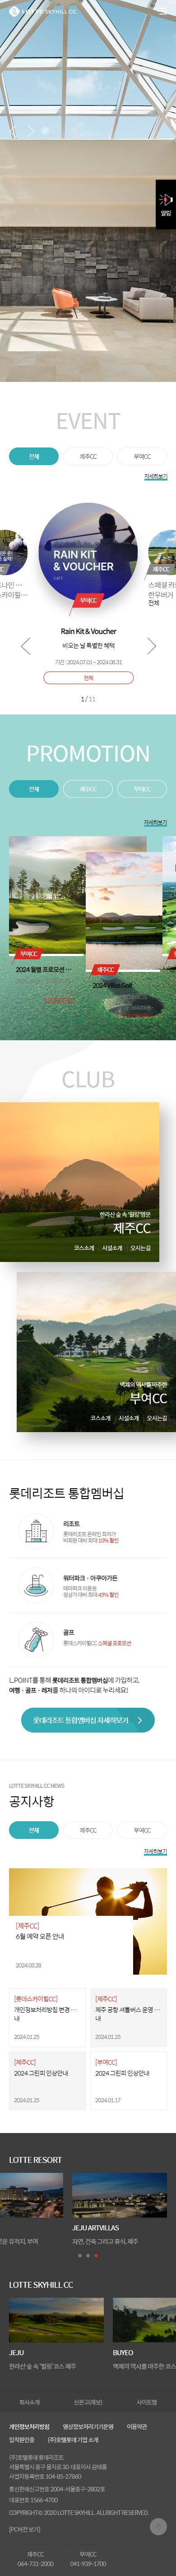 LOTTE SKYHILL CC
알림
EVENT
전체
제주CC
부여CC
자세히보기
RAIN KIT
& VOUCHER
부여CC
제주CC
Rain Kit & Voucher
비오는 날 특별한 혜택
기간 : 2024.07.01 ~ 2024.08.31
전체
전체
1 / 11
PROMOTION
전체
제주CC
부여CC
자세히보기
부여CC
2024 월별 프로모션 …
제주CC
2024 Villas Golf
CLUB
한라산 숲 속 '힐링'명문
제주CC
코스소개
시설소개
오시는길
백제의 역사를 마주한
부여CC
코스소개
시설소개
오시는길
롯데리조트 통합멤버십
리조트
롯데리조트 온라인 최저가
비회원 대비 최대 10% 할인
워터파크 · 아쿠아가든
테마파크 이용권
정상가 대비 최대 45% 할인
골프
롯데스카이힐CC 스페셜 프로모션
L.POINT를 통해 롯데리조트 통합멤버십에 가입하고,
여행 · 골프 · 레저를 하나의 아이디로 누리세요!
롯데리조트 통합멤버십 자세히보기
LOTTE SKYHILL CC NEWS
공지사항
전체
제주CC
부여CC
자세히보기
[제주CC]
6월 예약 오픈 안내
2024.03.28
[롯데스카이힐CC]
개인정보처리방침 변경 …
내
2024.01.25
[제주CC]
제주 공항 셔틀버스 운영 …
내
2024.01.25
[제주CC]
2024 그린피 인상안내
2024.01.25
[부여CC]
2024 그린피 인상안내
2024.01.17
LOTTE RESORT
JEJU ARTVILLAS
자연, 건축 그리고 휴식, 제주
LOTTE SKYHILL CC
JEJU
한라산 숲 속 "힐링"코스 제주
BUYEO
백제의 역사를 마주한 코스
회사소개
신문고(제보)
사이트맵
개인정보처리방침
영상정보처리기기운영
이용약관
입찰원인증
(주)호텔롯데 기업 소개
(주)호텔롯데 롯데리조트
서울특별시 중구 을지로 30 대표이사 김태홍
사업자등록번호 104-85-27860
통신판매신고번호 2004-서울중구-2802호
대표번호 1566-4700
COPYRIGHT© 2020 LOTTE SKYHILL. ALL RIGHT RESERVED.
[PC버전 보기]
제주CC
064-731-2000
부여CC
041-939-1700